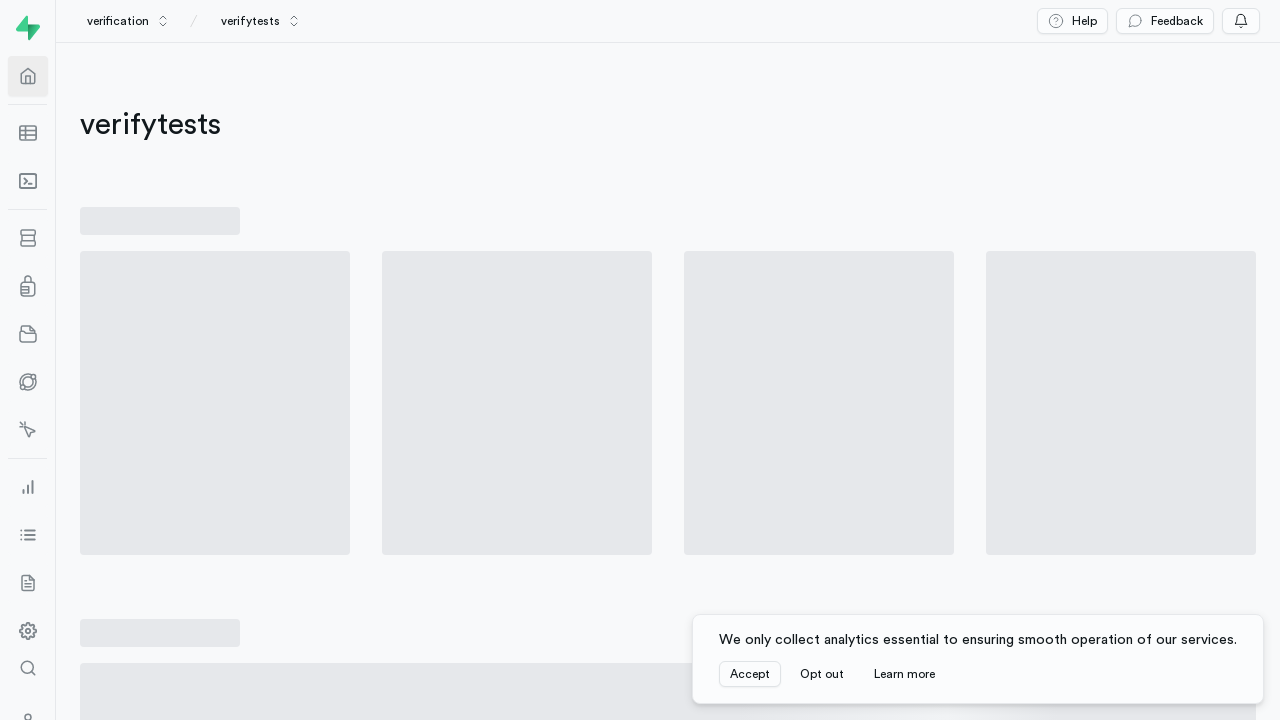 verification
verifytests
Help
Feedback
verifytests
We only collect analytics essential to ensuring smooth operation of our services.
Accept
Opt out
Learn more